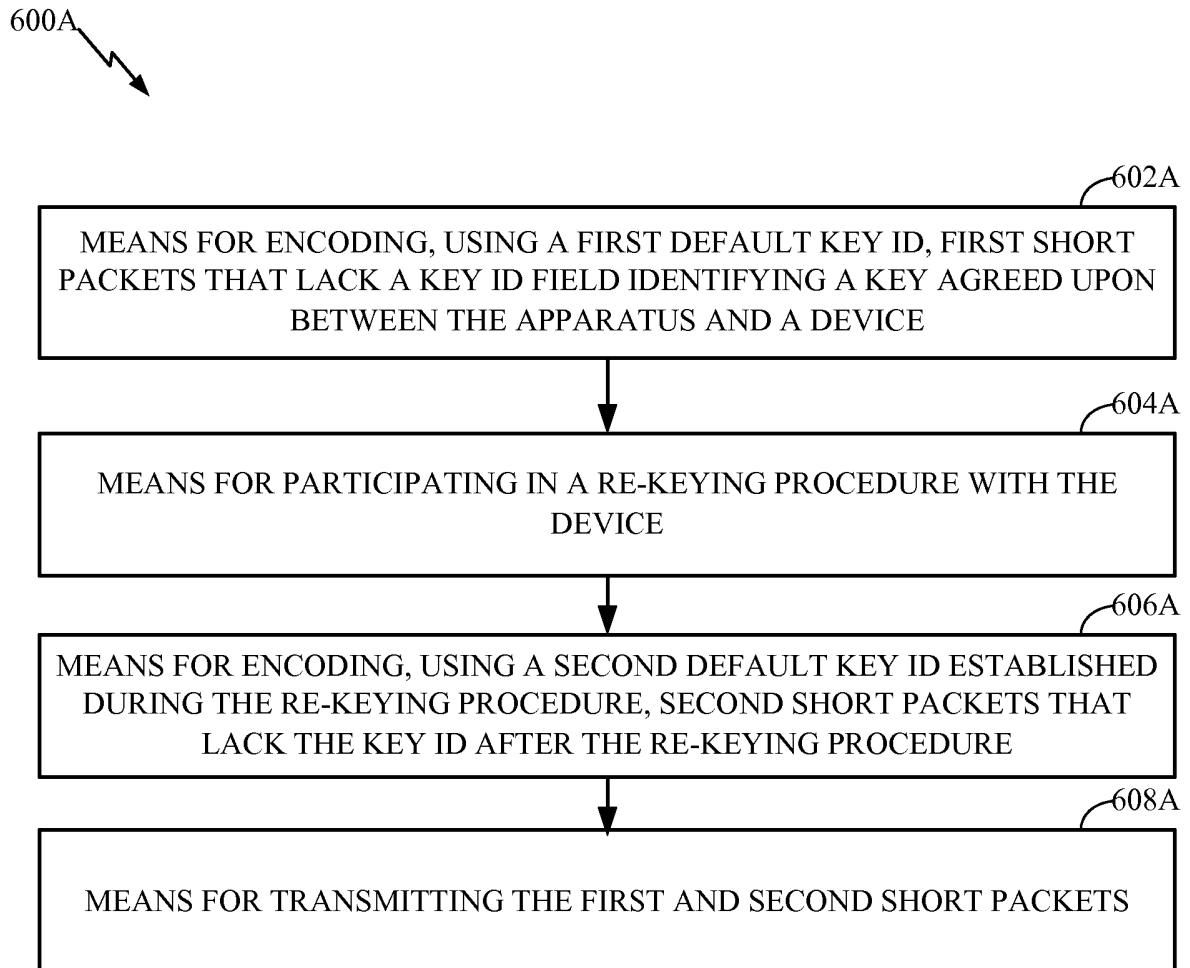 600A
602A
MEANS FOR ENCODING, USING A FIRST DEFAULT KEY ID, FIRST SHORT
PACKETS THAT LACK A KEY ID FIELD IDENTIFYING A KEY AGREED UPON
BETWEEN THE APPARATUS AND A DEVICE
604A
MEANS FOR PARTICIPATING IN A RE-KEYING PROCEDURE WITH THE
DEVICE
606A
MEANS FOR ENCODING, USING A SECOND DEFAULT KEY ID ESTABLISHED
DURING THE RE-KEYING PROCEDURE, SECOND SHORT PACKETS THAT
LACK THE KEY ID AFTER THE RE-KEYING PROCEDURE
608A
MEANS FOR TRANSMITTING THE FIRST AND SECOND SHORT PACKETS